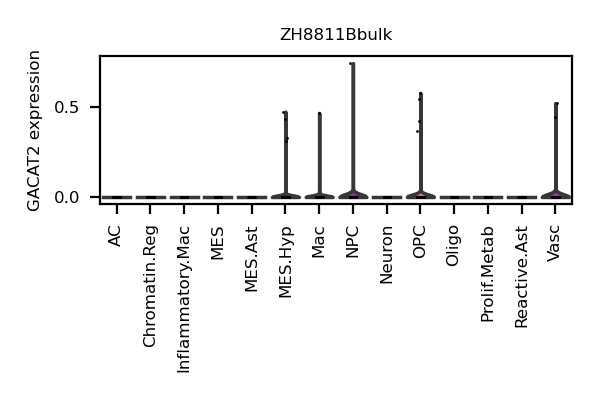 ZH8811Bbulk
GACAT2 expression
0.5
0.0
AC
Chromatin.Reg
Inflammatory.Mac
MES
MES.Ast
MES.Hyp
Mac
NPC
Neuron
OPC
Oligo
Prolif.Metab
Reactive.Ast
Vasc